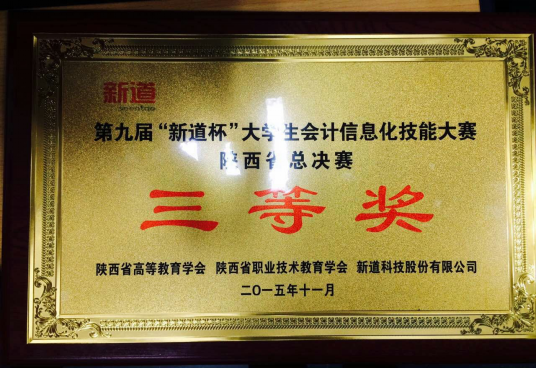 新道
第九届“新道杯”大学生会计信息化技能大赛
陕西省总决赛
三等奖
陕西省高等教育学会 陕西省职业技术教育学会 新道科技股份有限公司
二〇一五年十一月